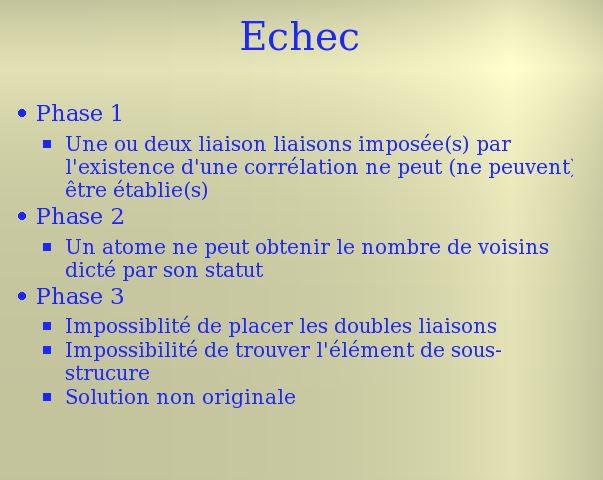 Echec
• Phase 1
▪ Une ou deux liaison liaisons imposée(s) par
l'existence d'une corrélation ne peut (ne peuvent)
être établie(s)
• Phase 2
▪ Un atome ne peut obtenir le nombre de voisins
dicté par son statut
• Phase 3
▪ Impossiblité de placer les doubles liaisons
▪ Impossibilité de trouver l'élément de sous-
strucure
▪ Solution non originale